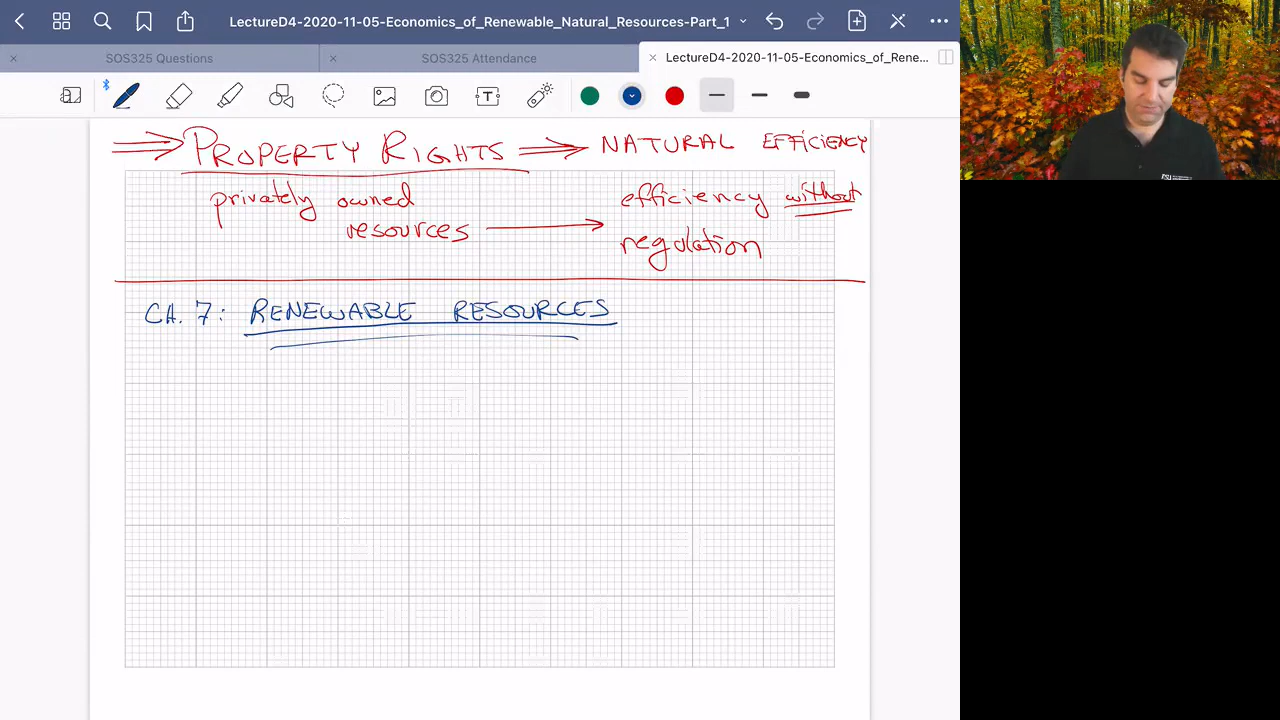 LectureD4-2020-11-05-Economics_of_Renewable_Natural_Resources-Part_1
SOS325 Questions
SOS325 Attendance
LectureD4-2020-11-05-Economics_of_Rene...
⇒ PROPERTY RIGHTS ⇒ NATURAL EFFICIENCY
privately owned
resources → efficiency without
regulation
CH. 7: RENEWABLE RESOURCES